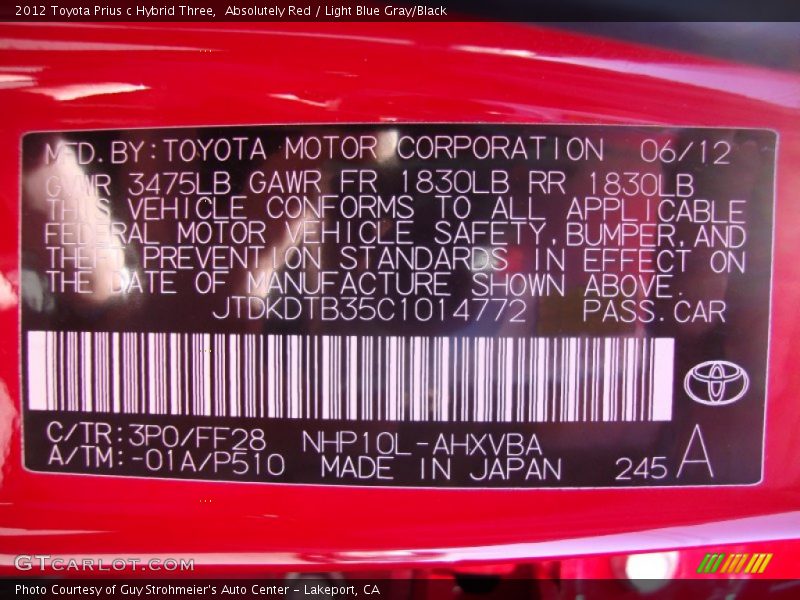 2012 Toyota Prius c Hybrid Three,  Absolutely Red / Light Blue Gray/Black
MFD. BY: TOYOTA MOTOR CORPORATION 06/12
GVWR 3475LB GAWR FR 1830LB RR 1830LB
THIS VEHICLE CONFORMS TO ALL APPLICABLE
FEDERAL MOTOR VEHICLE SAFETY, BUMPER, AND
THEFT PREVENTION STANDARDS IN EFFECT ON
THE DATE OF MANUFACTURE SHOWN ABOVE.
JTDKDTB35C1014772 PASS. CAR
C/TR: 3P0/FF28 NHP10L-AHXVBA
A/TM: -01A/P510 MADE IN JAPAN 245 A
GTCARLOT.COM
Photo Courtesy of Guy Strohmeier's Auto Center - Lakeport, CA